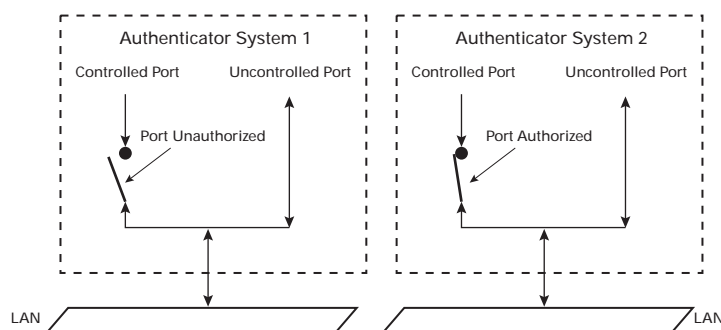 Authenticator System 1
Controlled Port Uncontrolled Port
Port Unauthorized
Authenticator System 2
Controlled Port Uncontrolled Port
Port Authorized
LAN
LAN